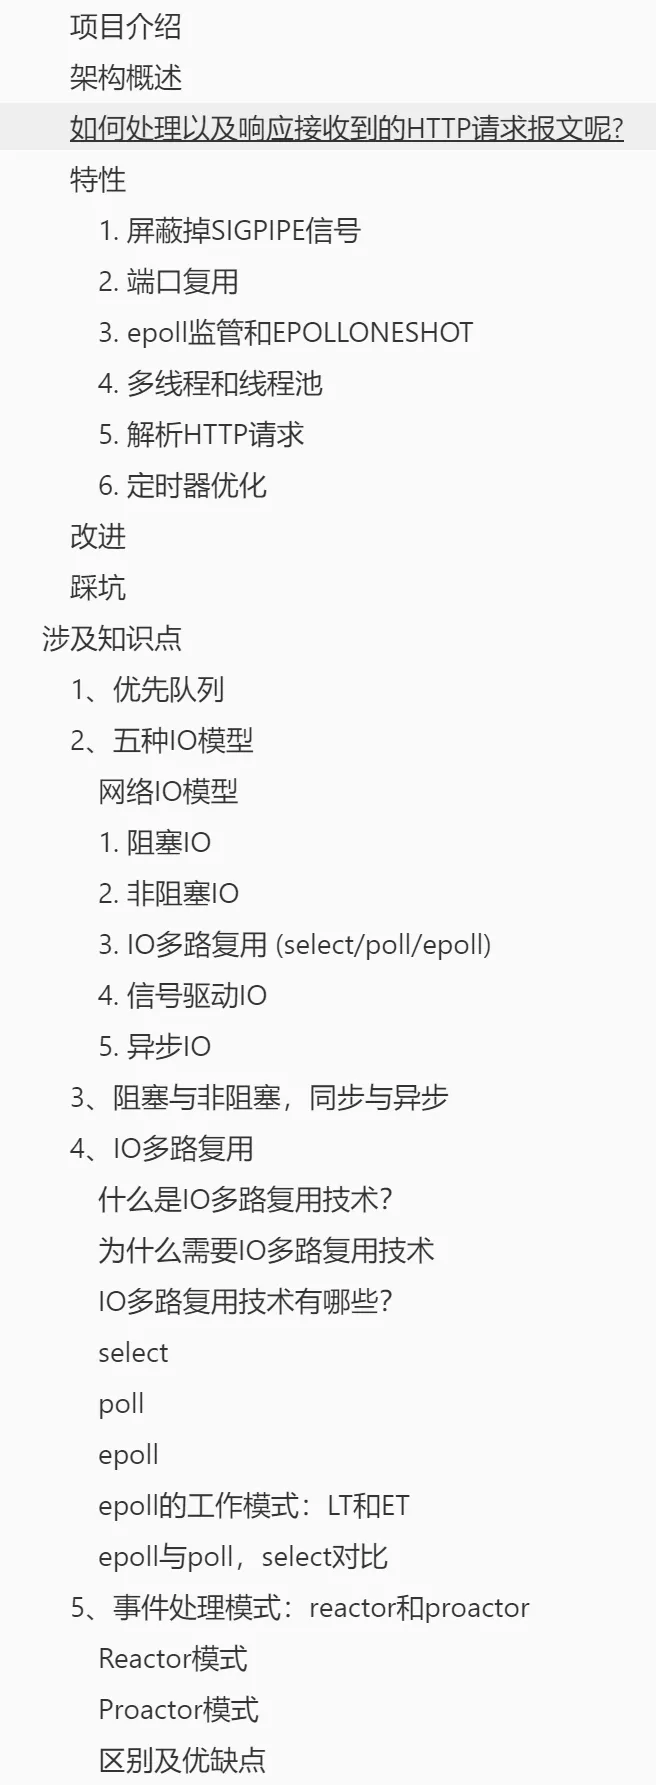 项目介绍
架构概述
如何处理以及响应接收到的HTTP请求报文呢?
特性
1. 屏蔽掉SIGPIPE信号
2. 端口复用
3. epoll监管和EPOLLONESHOT
4. 多线程和线程池
5. 解析HTTP请求
6. 定时器优化
改进
踩坑
涉及知识点
1、优先队列
2、五种IO模型
网络IO模型
1. 阻塞IO
2. 非阻塞IO
3. IO多路复用 (select/poll/epoll)
4. 信号驱动IO
5. 异步IO
3、阻塞与非阻塞，同步与异步
4、IO多路复用
什么是IO多路复用技术?
为什么需要IO多路复用技术
IO多路复用技术有哪些?
select
poll
epoll
epoll的工作模式：LT和ET
epoll与poll，select对比
5、事件处理模式：reactor和proactor
Reactor模式
Proactor模式
区别及优缺点